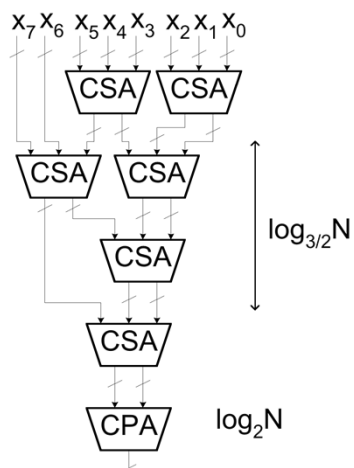 x₇ x₆ x₅ x₄ x₃ x₂ x₁ x₀
CSA CSA
CSA CSA
log₃/₂N
CSA
CSA
CPA log₂N